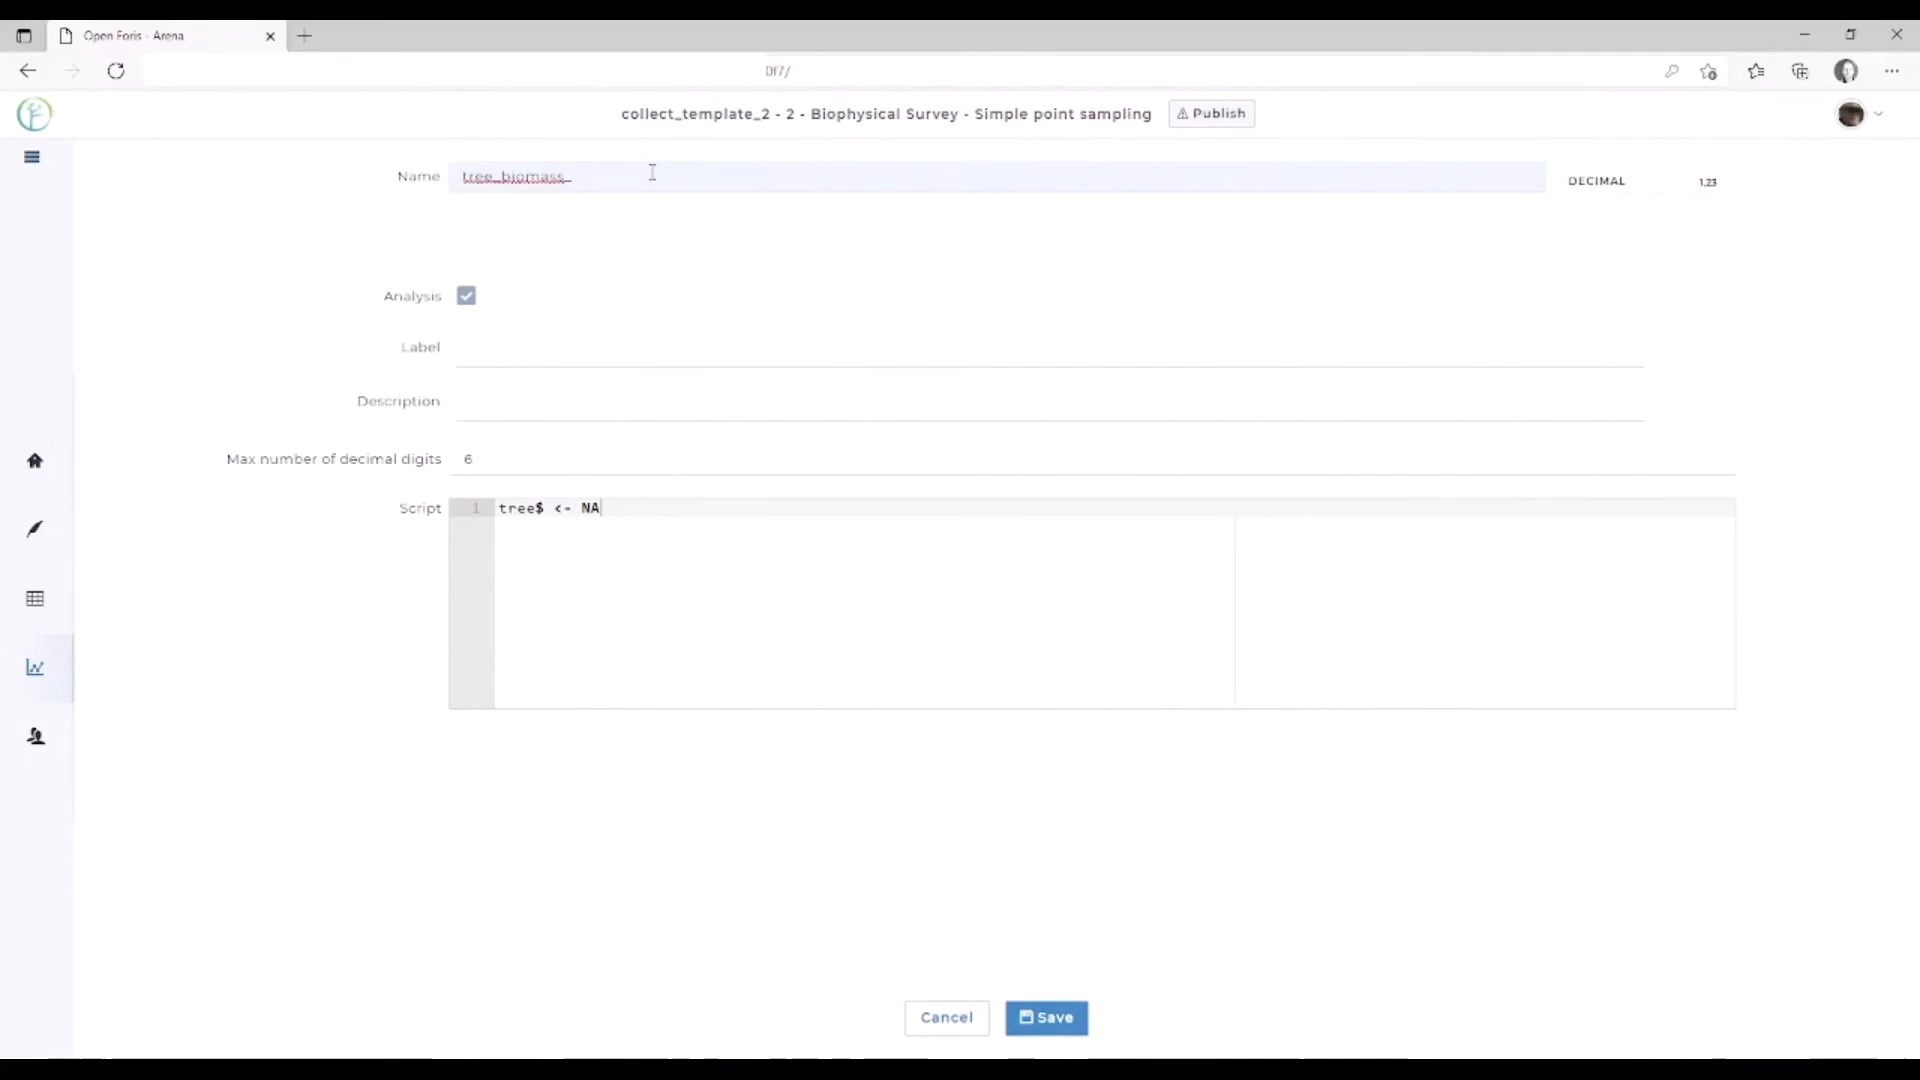 Open Foris - Arena
0f7/
collect_template_2 - 2 - Biophysical Survey - Simple point sampling
Publish
Name
tree_biomass_
DECIMAL
1.23
Analysis
Label
Description
Max number of decimal digits
6
Script
1
tree$ <- NA
Cancel
Save